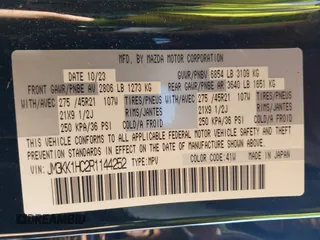 MFD. BY MAZDA MOTOR CORPORATION
DATE 10/23 GVWR/PNBV 6854 LB 3109 KG
FRONT GAWR/PNBE AV 2806 LB 1273 KG REAR GAWR/PNBE AR 3640 LB 1651 KG
WITH/AVEC 275 /45R21 107W TIRES/PNEUS WITH/AVEC 275 /45R21 107W TIRES/PNEUS
21X9 1/2J RIMS/JANTES 21X9 1/2J
250 KPA/36 PSI COLD/A FROID 250 KPA/36 PSI COLD/A FROID
THIS VEHICLE CONFORMS TO ALL APPLICABLE FEDERAL MOTOR VEHICLE SAFETY,
BUMPER AND THEFT PREVENTION STANDARDS IN EFFECT ON THE DATE OF
MANUFACTURE SHOWN ABOVE.
COLOR: 41W MADE IN JAPAN
VIN: JM3KK1HC2R1144252 TYPE:MPV